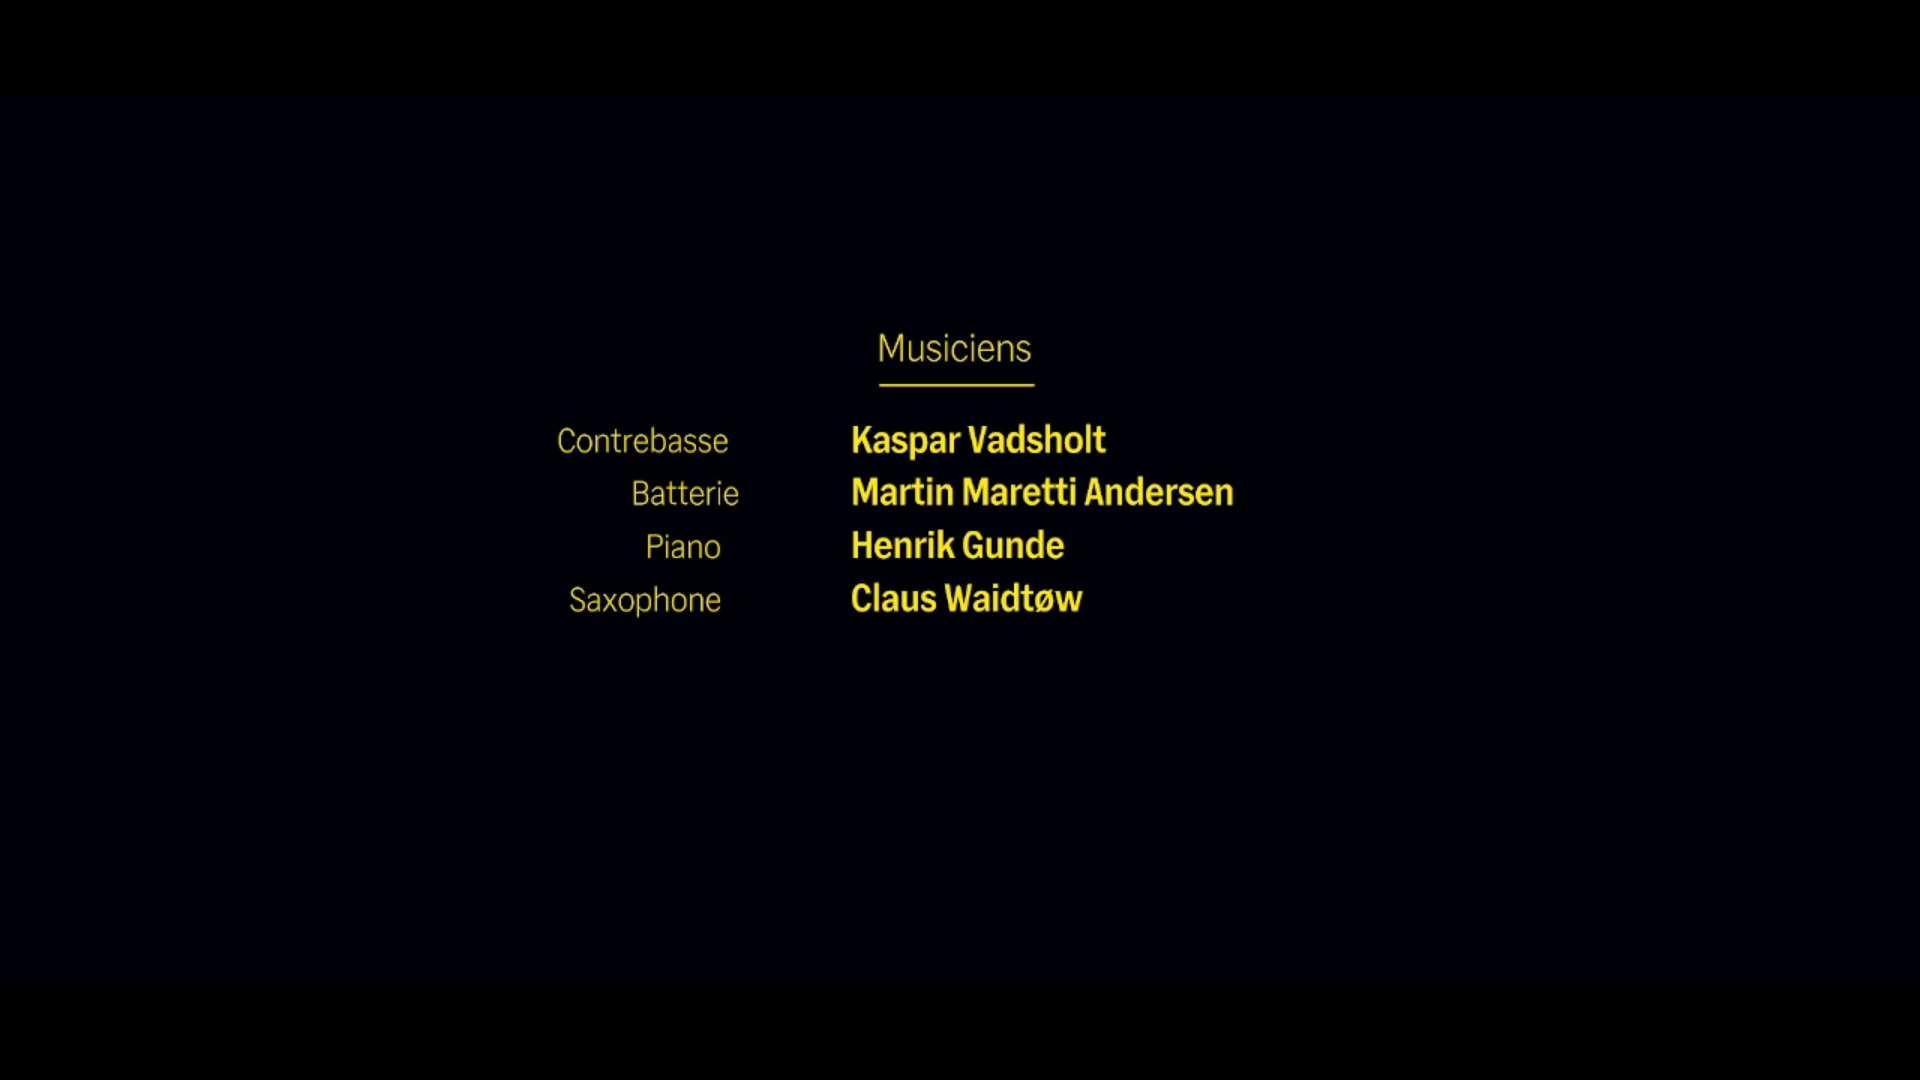 Musiciens
Contrebasse Kaspar Vadsholt
Batterie Martin Maretti Andersen
Piano Henrik Gunde
Saxophone Claus Waidtøw